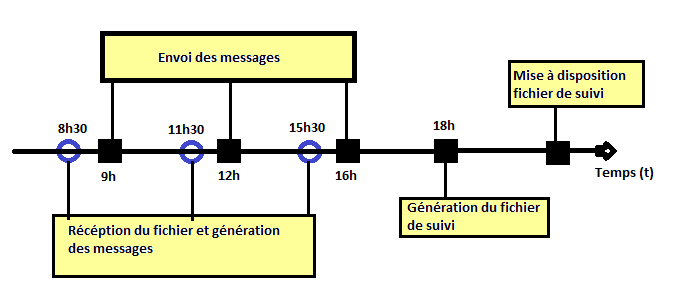 Envoi des messages
Mise à disposition
fichier de suivi
8h30
11h30
15h30
18h
9h
12h
16h
Temps (t)
Récéption du fichier et génération
des messages
Génération du fichier
de suivi